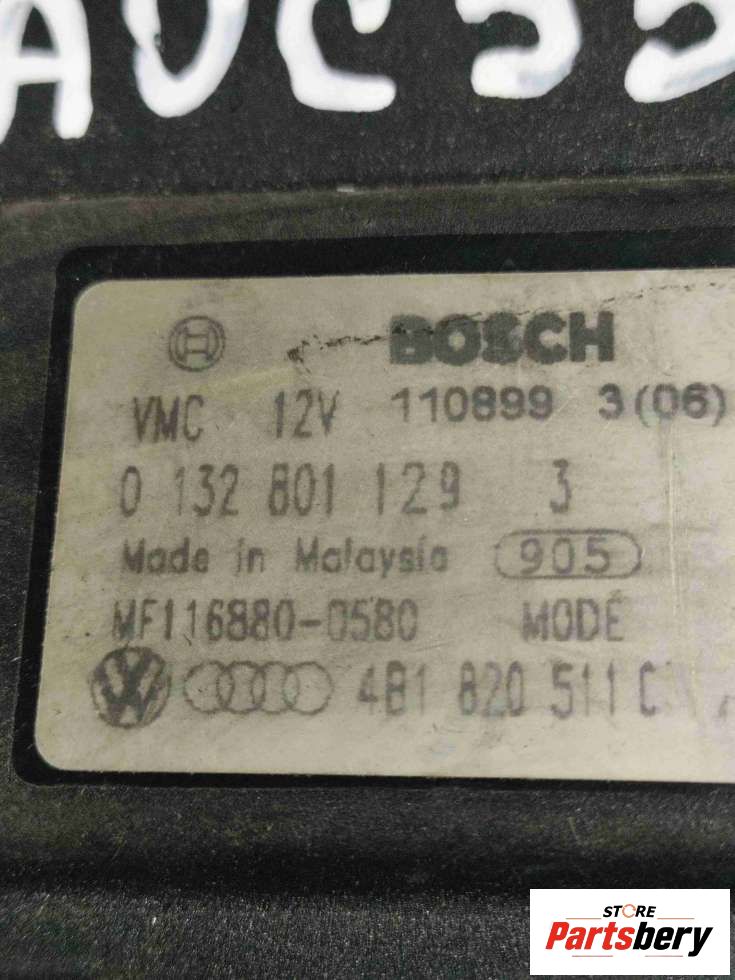 BOSCH
VMC 12V 110899 3(06)
0 132 801 129 3
Made in Malaysia 905
MF116880-0580 MODE
4B1 820 511 C
STORE
Partsbery